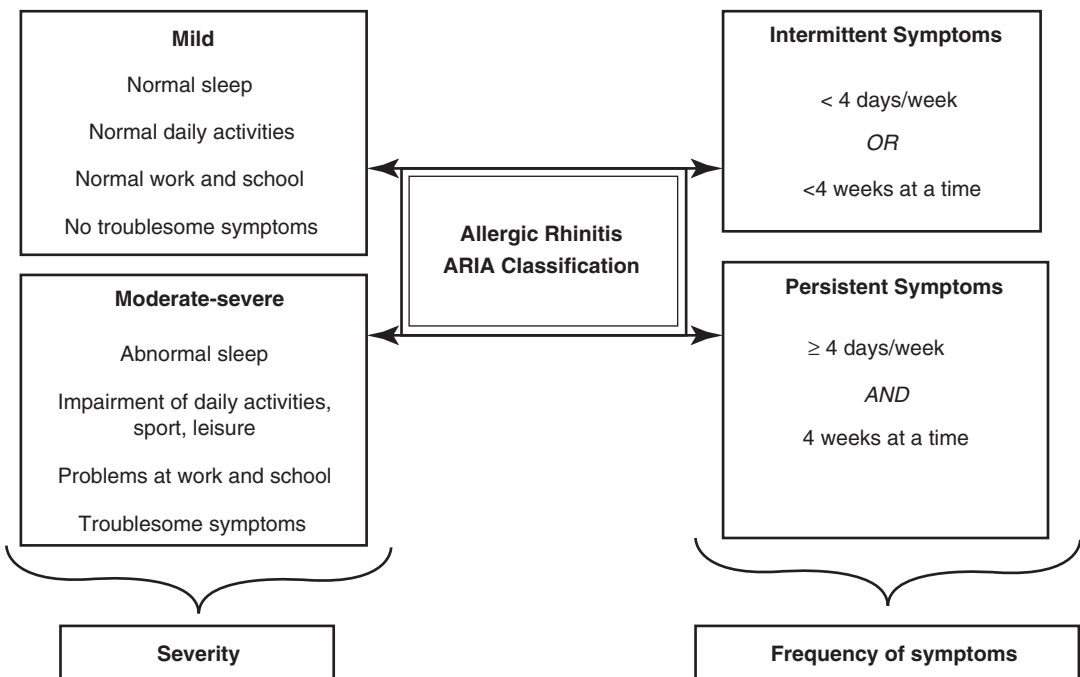 Mild
Normal sleep
Normal daily activities
Normal work and school
No troublesome symptoms
Moderate-severe
Abnormal sleep
Impairment of daily activities,
sport, leisure
Problems at work and school
Troublesome symptoms
Severity
Allergic Rhinitis
ARIA Classification
Intermittent Symptoms
< 4 days/week
OR
<4 weeks at a time
Persistent Symptoms
≥ 4 days/week
AND
4 weeks at a time
Frequency of symptoms